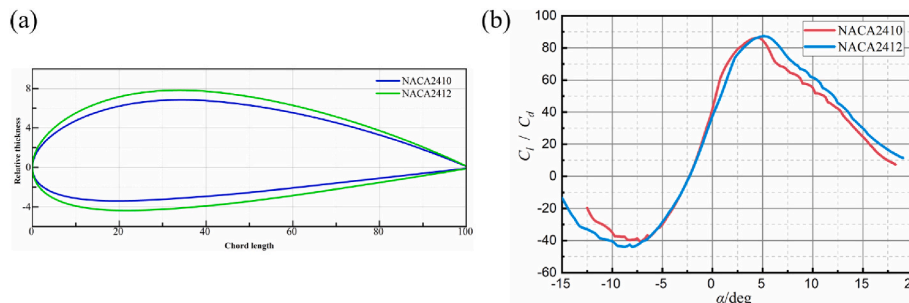 (a)
NACA2410
NACA2412
Relative thickness
8
4
0
-4
0
20
40
60
80
100
Chord length
(b)
NACA2410
NACA2412
C_l / C_d
100
80
60
40
20
0
-20
-40
-60
-15
-10
-5
0
5
10
15
2
α/deg